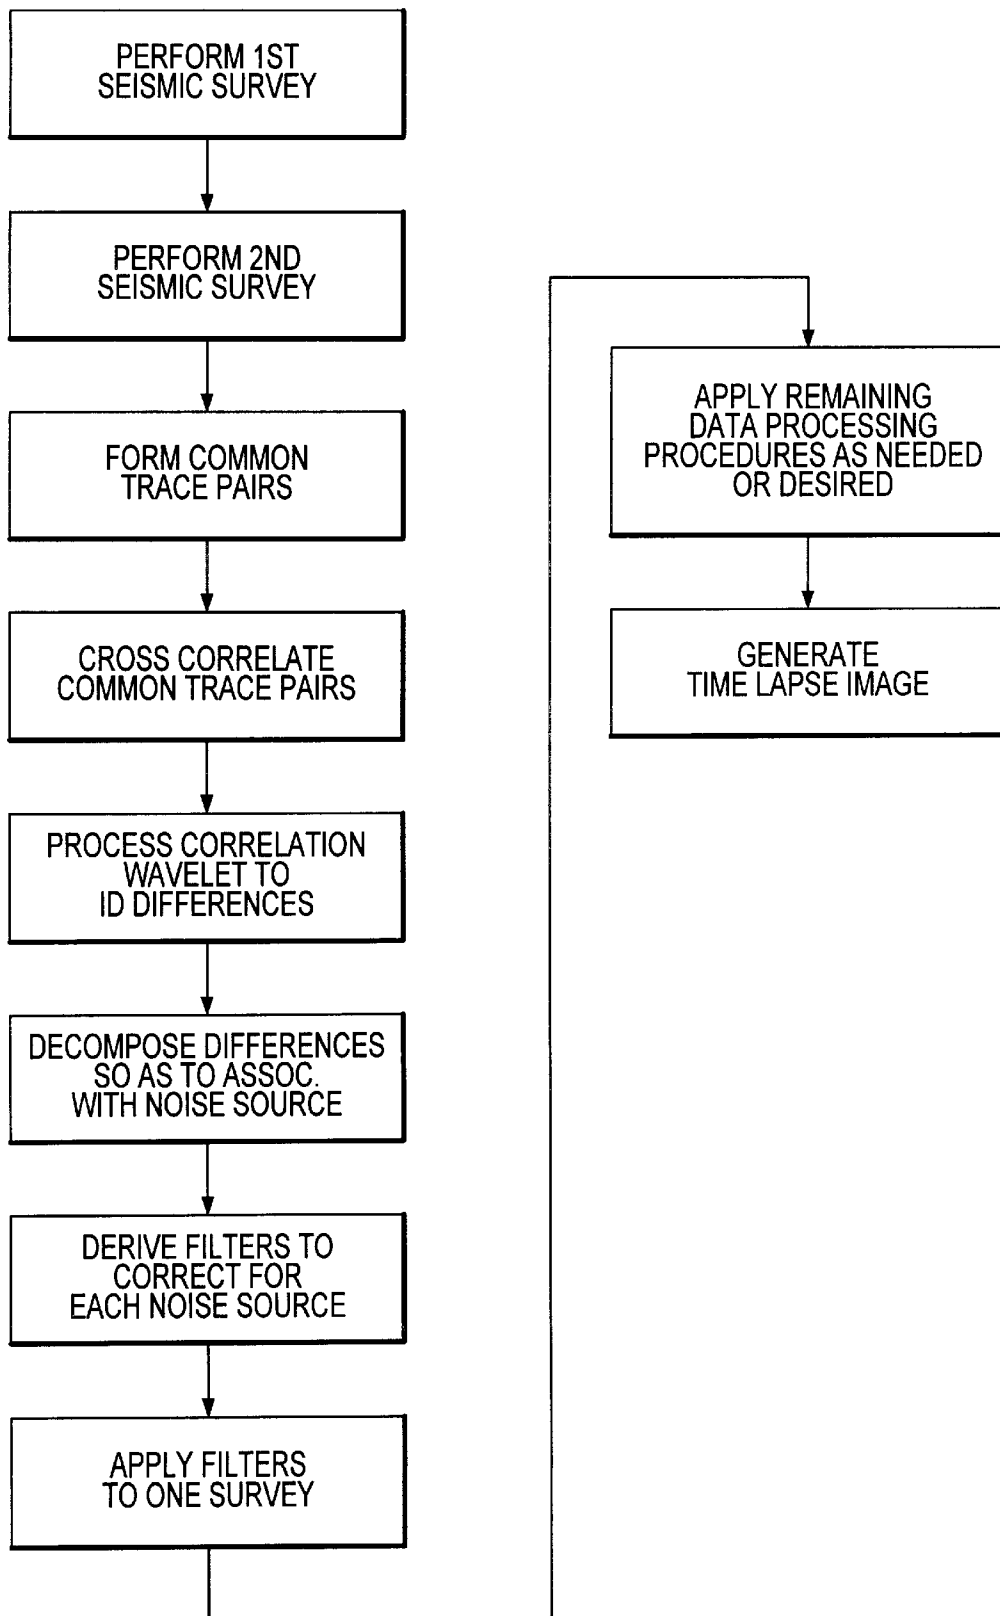 PERFORM 1ST
SEISMIC SURVEY
PERFORM 2ND
SEISMIC SURVEY
FORM COMMON
TRACE PAIRS
CROSS CORRELATE
COMMON TRACE PAIRS
PROCESS CORRELATION
WAVELET TO
ID DIFFERENCES
DECOMPOSE DIFFERENCES
SO AS TO ASSOC.
WITH NOISE SOURCE
DERIVE FILTERS TO
CORRECT FOR
EACH NOISE SOURCE
APPLY FILTERS
TO ONE SURVEY
APPLY REMAINING
DATA PROCESSING
PROCEDURES AS NEEDED
OR DESIRED
GENERATE
TIME LAPSE IMAGE